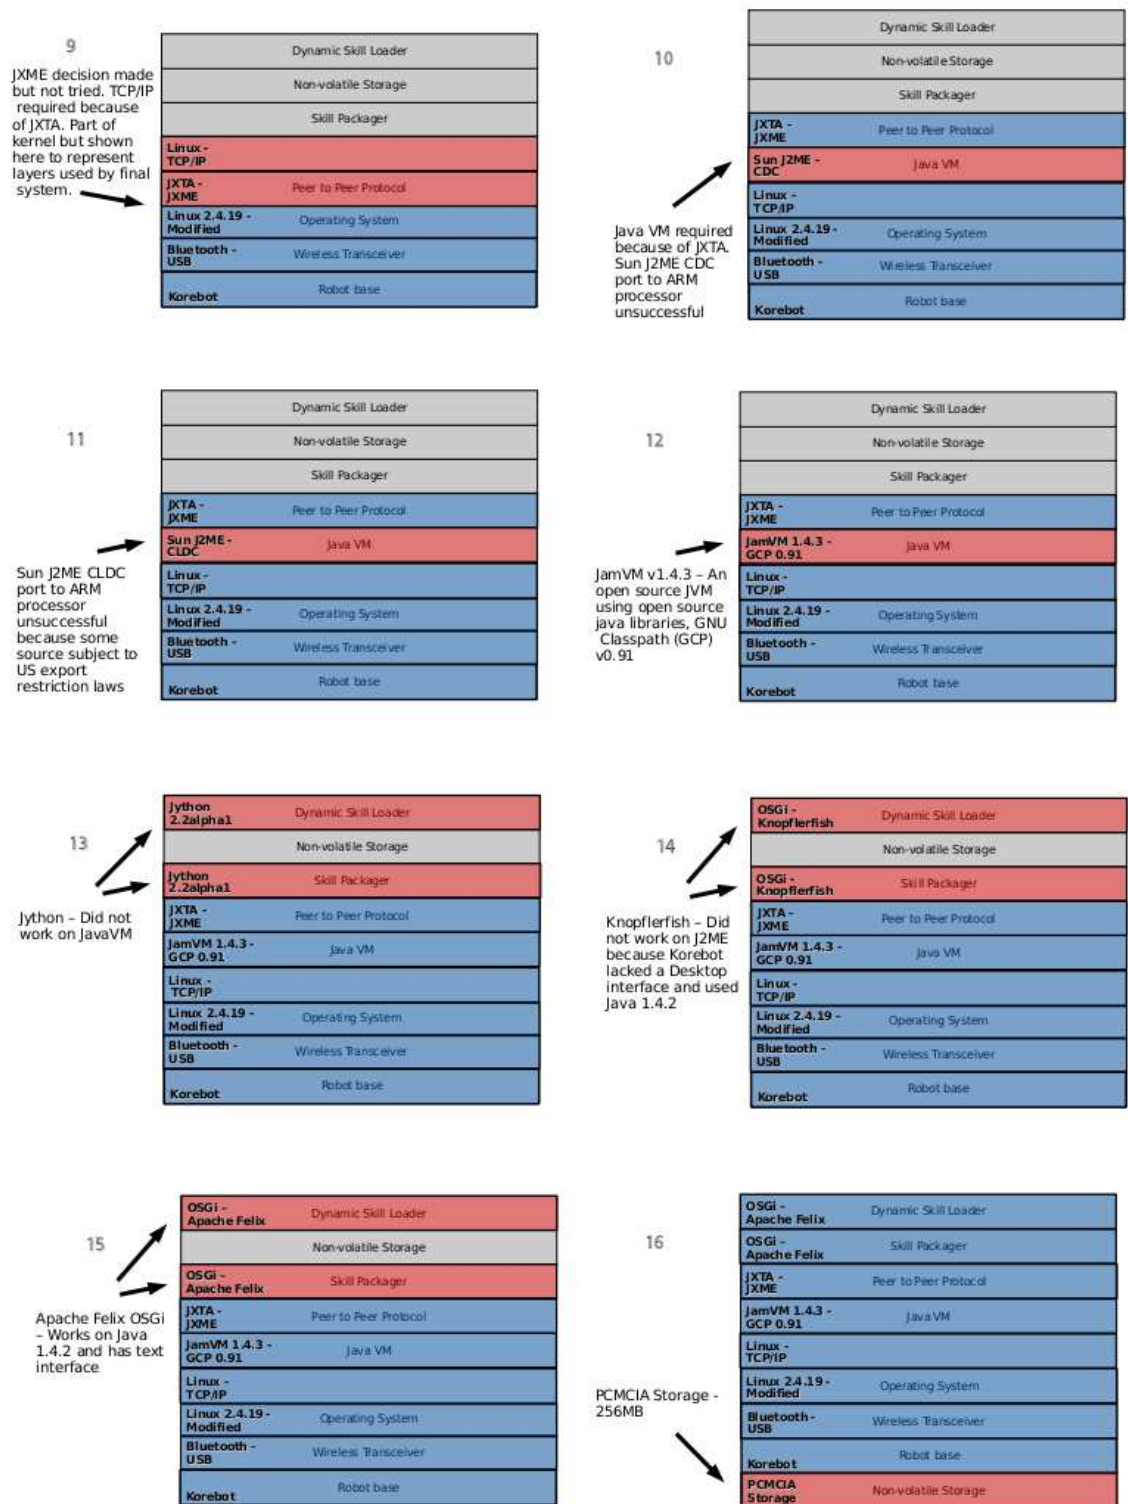 9
JXME decision made
but not tried. TCP/IP
required because
of JXTA. Part of
kernel but shown
here to represent
layers used by final
system.
Dynamic Skill Loader
Non-volatile Storage
Skill Packager
Linux -
TCP/IP
JXTA -
JXME
Peer to Peer Protocol
Linux 2.4.19 -
Modified
Operating System
Bluetooth -
USB
Wireless Transceiver
Korebot
Robot base
10
Java VM required
because of JXTA.
Sun J2ME CDC
port to ARM
processor
unsuccessful
Dynamic Skill Loader
Non-volatile Storage
Skill Packager
JXTA -
JXME
Peer to Peer Protocol
Sun J2ME -
CDC
Java VM
Linux -
TCP/IP
Linux 2.4.19 -
Modified
Operating System
Bluetooth -
USB
Wireless Transceiver
Korebot
Robot base
11
Sun J2ME CLDC
port to ARM
processor
unsuccessful
because some
source subject to
US export
restriction laws
Dynamic Skill Loader
Non-volatile Storage
Skill Packager
JXTA -
JXME
Peer to Peer Protocol
Sun J2ME -
CLDC
Java VM
Linux -
TCP/IP
Linux 2.4.19 -
Modified
Operating System
Bluetooth -
USB
Wireless Transceiver
Korebot
Robot base
12
JamVM v1.4.3 – An
open source JVM
using open source
java libraries, GNU
Classpath (GCP)
v0.91
Dynamic Skill Loader
Non-volatile Storage
Skill Packager
JXTA -
JXME
Peer to Peer Protocol
JamVM 1.4.3 -
GCP 0.91
Java VM
Linux -
TCP/IP
Linux 2.4.19 -
Modified
Operating System
Bluetooth -
USB
Wireless Transceiver
Korebot
Robot base
13
Jython – Did not
work on JavaVM
Jython
2.2alpha1
Dynamic Skill Loader
Non-volatile Storage
Jython
2.2alpha1
Skill Packager
JXTA -
JXME
Peer to Peer Protocol
JamVM 1.4.3 -
GCP 0.91
Java VM
Linux -
TCP/IP
Linux 2.4.19 -
Modified
Operating System
Bluetooth -
USB
Wireless Transceiver
Korebot
Robot base
14
Knopflerfish – Did
not work on J2ME
because Korebot
lacked a Desktop
interface and used
Java 1.4.2
OSGi -
Knopflerfish
Dynamic Skill Loader
Non-volatile Storage
OSGi -
Knopflerfish
Skill Packager
JXTA -
JXME
Peer to Peer Protocol
JamVM 1.4.3 -
GCP 0.91
Java VM
Linux -
TCP/IP
Linux 2.4.19 -
Modified
Operating System
Bluetooth -
USB
Wireless Transceiver
Korebot
Robot base
15
Apache Felix OSGi
– Works on Java
1.4.2 and has text
interface
OSGi -
Apache Felix
Dynamic Skill Loader
Non-volatile Storage
OSGi -
Apache Felix
Skill Packager
JXTA -
JXME
Peer to Peer Protocol
JamVM 1.4.3 -
GCP 0.91
Java VM
Linux -
TCP/IP
Linux 2.4.19 -
Modified
Operating System
Bluetooth -
USB
Wireless Transceiver
Korebot
Robot base
16
PCMCIA Storage -
256MB
OSGi -
Apache Felix
Dynamic Skill Loader
OSGi -
Apache Felix
Skill Packager
JXTA -
JXME
Peer to Peer Protocol
JamVM 1.4.3 -
GCP 0.91
Java VM
Linux -
TCP/IP
Linux 2.4.19 -
Modified
Operating System
Bluetooth -
USB
Wireless Transceiver
Korebot
Robot base
PCMCIA
Storage
Non-volatile Storage